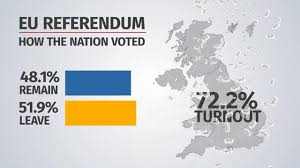 EU REFERENDUM
HOW THE NATION VOTED
48.1%
REMAIN
51.9%
LEAVE
72.2%
TURNOUT